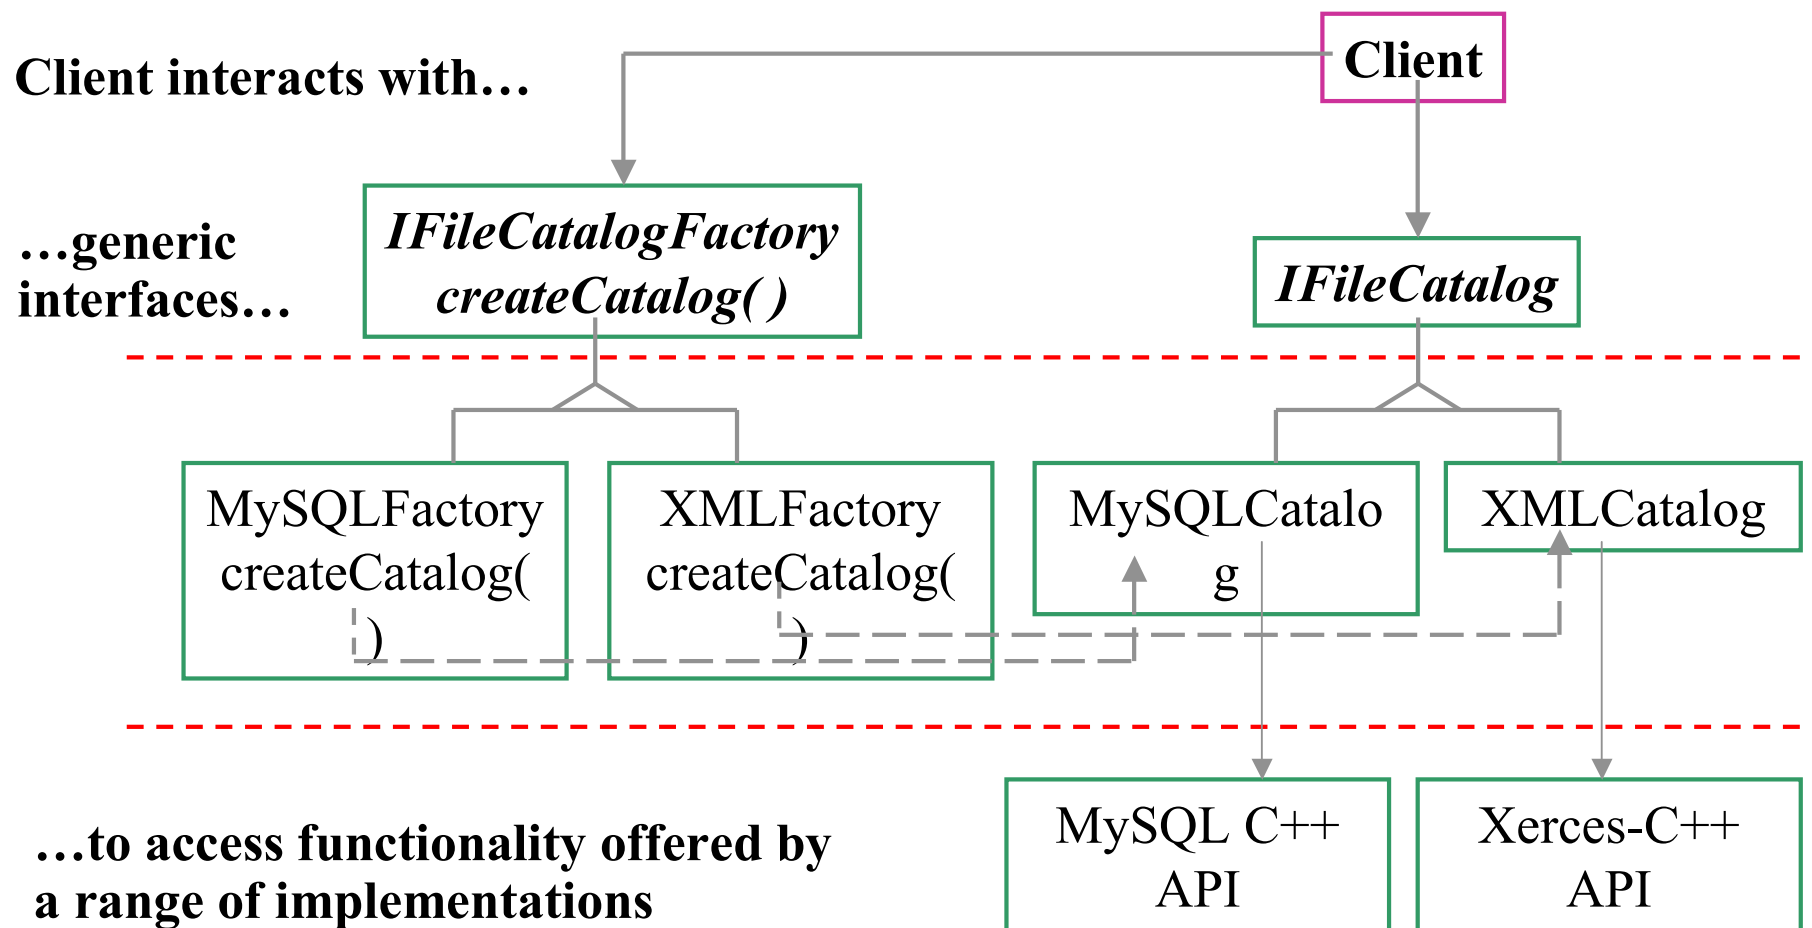 Client
Client interacts with…
IFileCatalogFactory
createCatalog( )
…generic
interfaces…
IFileCatalog
MySQLFactory
createCatalog(
)
XMLFactory
createCatalog(
)
MySQLCatalo
g
XMLCatalog
MySQL C++
API
Xerces-C++
API
…to access functionality offered by
a range of implementations